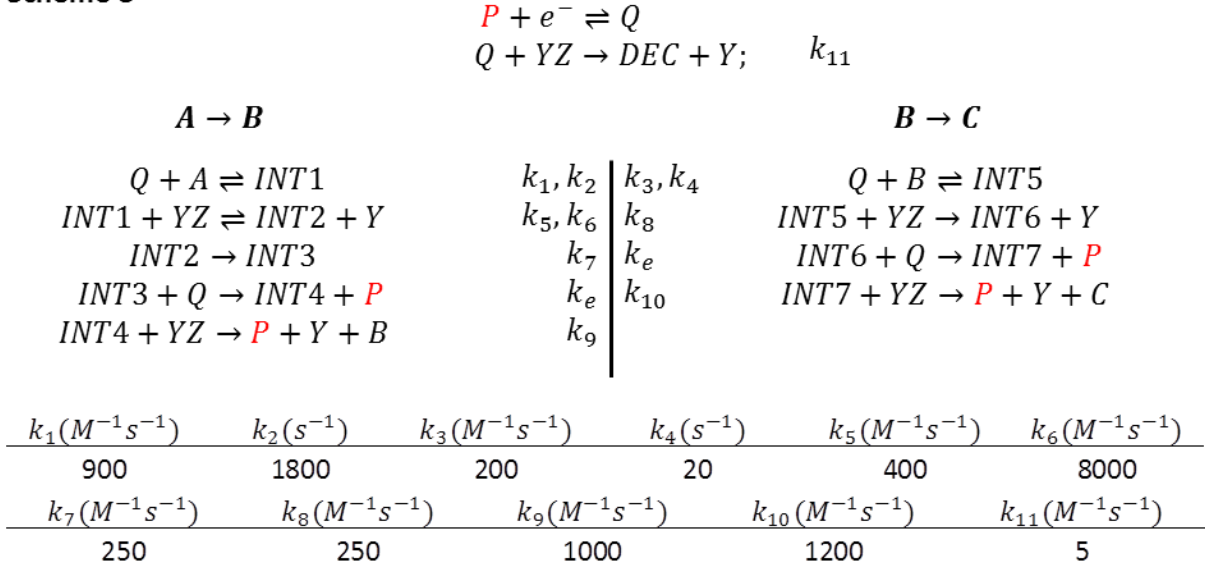 P + e⁻ ⇌ Q
Q + YZ → DEC + Y; k₁₁
A → B
B → C
Q + A ⇌ INT1 k₁, k₂ | k₃, k₄ Q + B ⇌ INT5
INT1 + YZ ⇌ INT2 + Y k₅, k₆ | k₈ INT5 + YZ → INT6 + Y
INT2 → INT3 k₇ | kₑ INT6 + Q → INT7 + P
INT3 + Q → INT4 + P kₑ | k₁₀ INT7 + YZ → P + Y + C
INT4 + YZ → P + Y + B k₉
k₁(M⁻¹s⁻¹) k₂(s⁻¹) k₃(M⁻¹s⁻¹) k₄(s⁻¹) k₅(M⁻¹s⁻¹) k₆(M⁻¹s⁻¹)
900 1800 200 20 400 8000
k₇(M⁻¹s⁻¹) k₈(M⁻¹s⁻¹) k₉(M⁻¹s⁻¹) k₁₀(M⁻¹s⁻¹) k₁₁(M⁻¹s⁻¹)
250 250 1000 1200 5